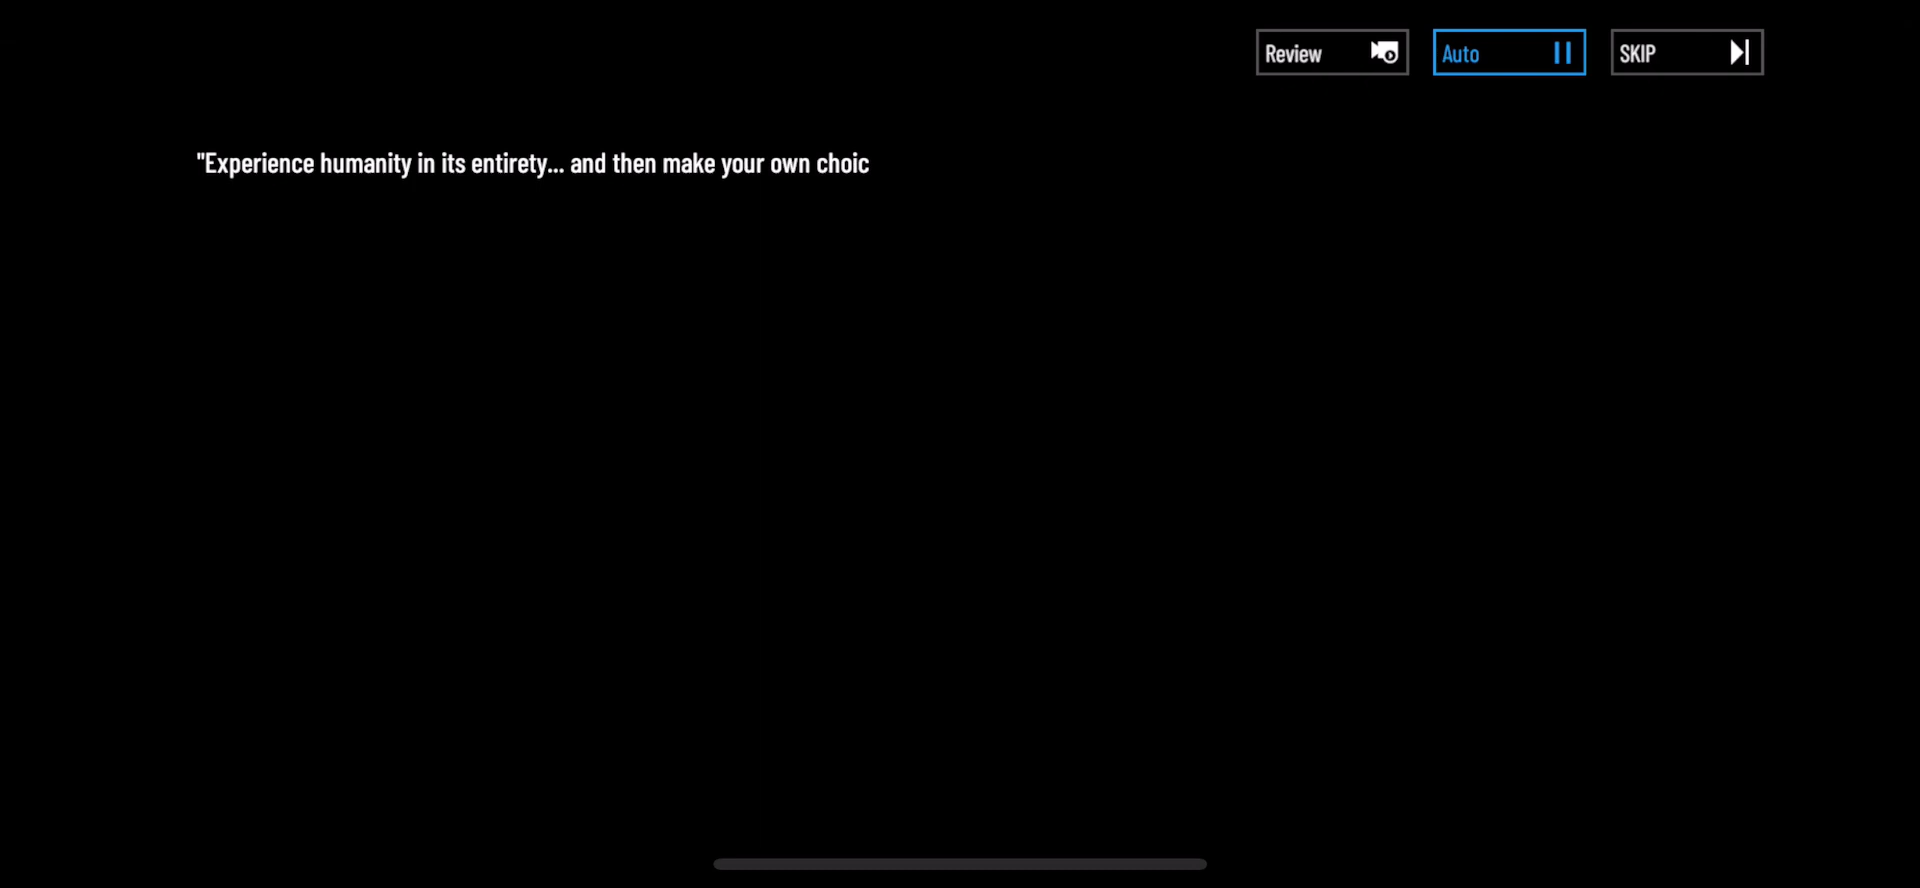 Review
Auto
SKIP
"Experience humanity in its entirety... and then make your own choic